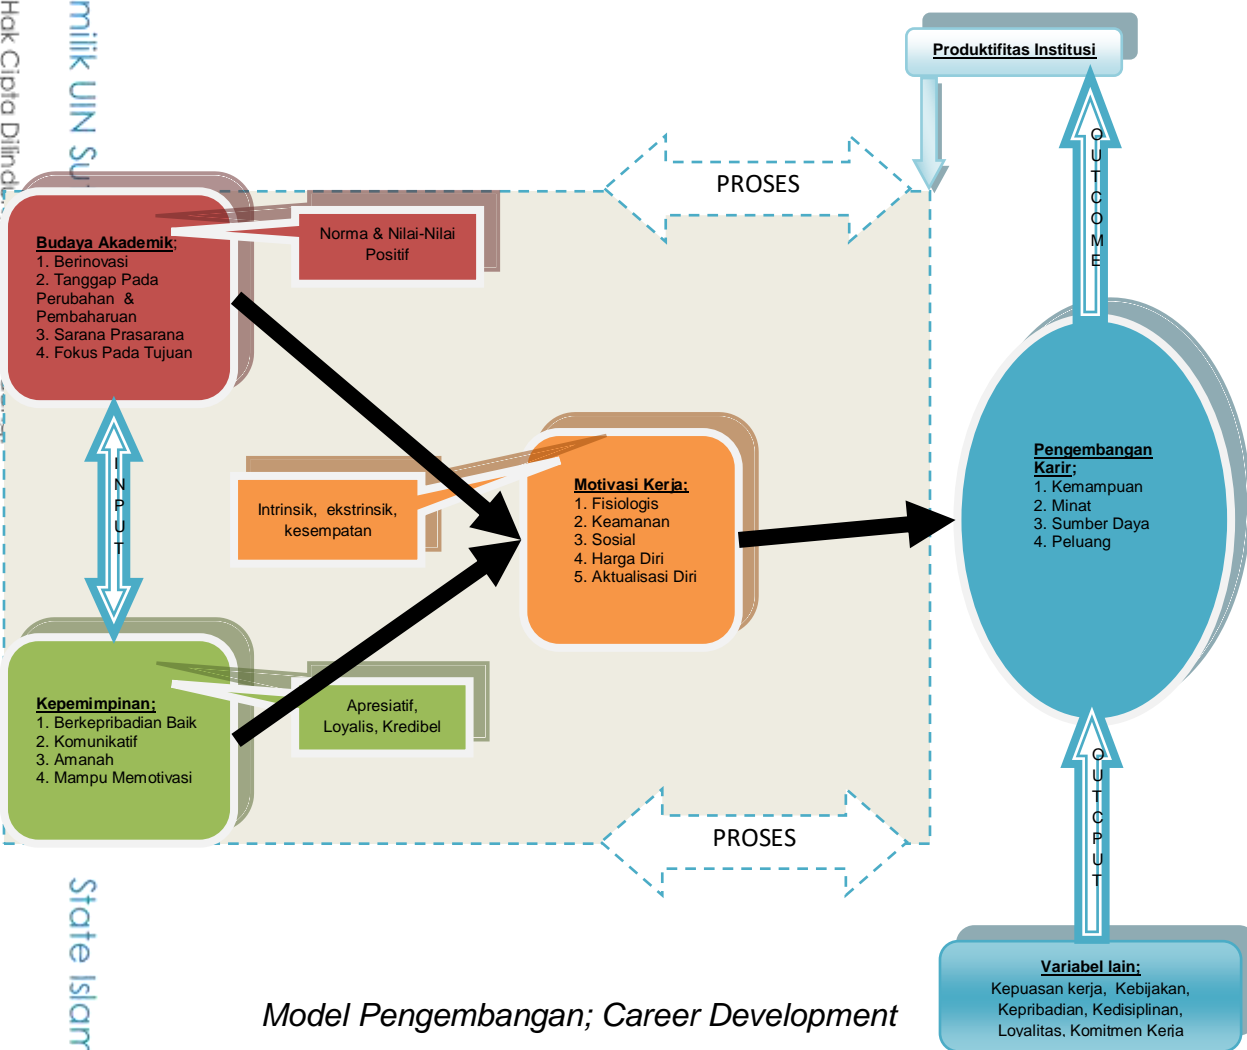 milik UIN Su
Hak Cipta Dilindu
State Islam
Produktifitas Institusi
OUTCOME
PROSES
Budaya Akademik;
1. Berinovasi
2. Tanggap Pada
Perubahan &
Pembaharuan
3. Sarana Prasarana
4. Fokus Pada Tujuan
Norma & Nilai-Nilai
Positif
INPUT
Intrinsik, ekstrinsik,
kesempatan
Motivasi Kerja;
1. Fisiologis
2. Keamanan
3. Sosial
4. Harga Diri
5. Aktualisasi Diri
Pengembangan
Karir;
1. Kemampuan
2. Minat
3. Sumber Daya
4. Peluang
Kepemimpinan;
1. Berkepribadian Baik
2. Komunikatif
3. Amanah
4. Mampu Memotivasi
Apresiatif,
Loyalis, Kredibel
PROSES
OUTCPUT
Variabel lain;
Kepuasan kerja, Kebijakan,
Kepribadian, Kedisiplinan,
Loyalitas, Komitmen Kerja
Model Pengembangan; Career Development